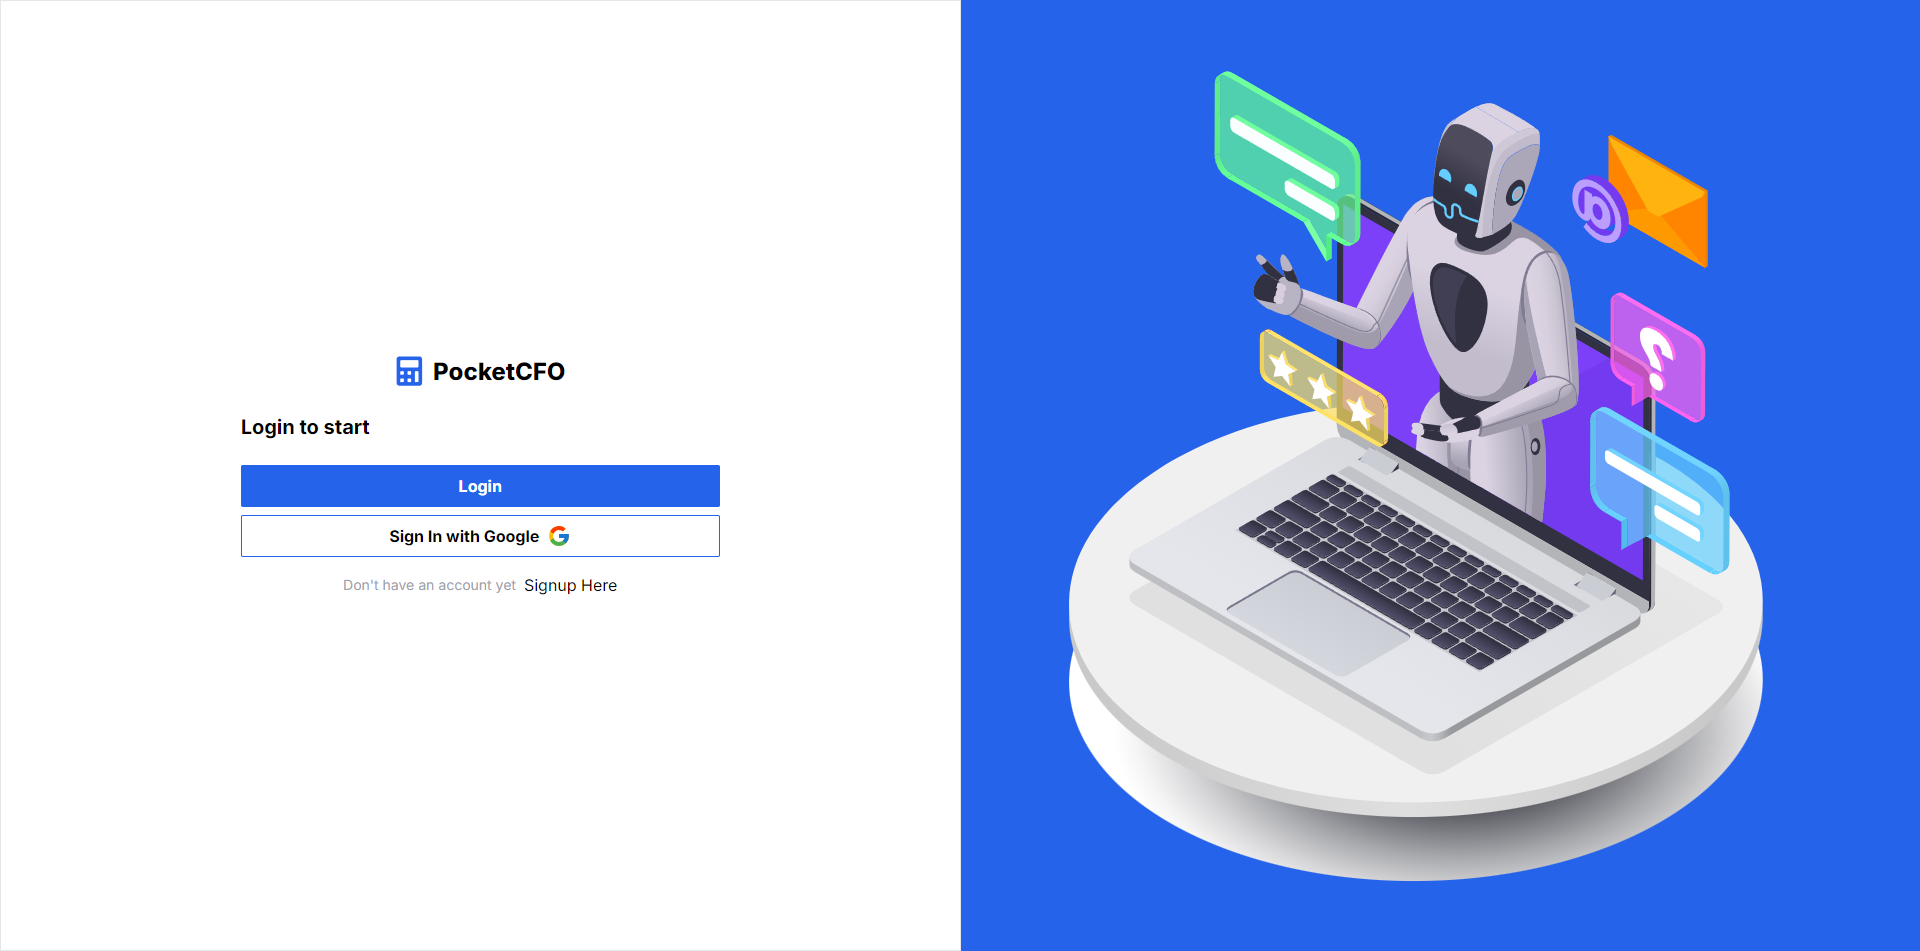 PocketCFO
Login to start
Login
Sign In with Google
Don't have an account yet Signup Here